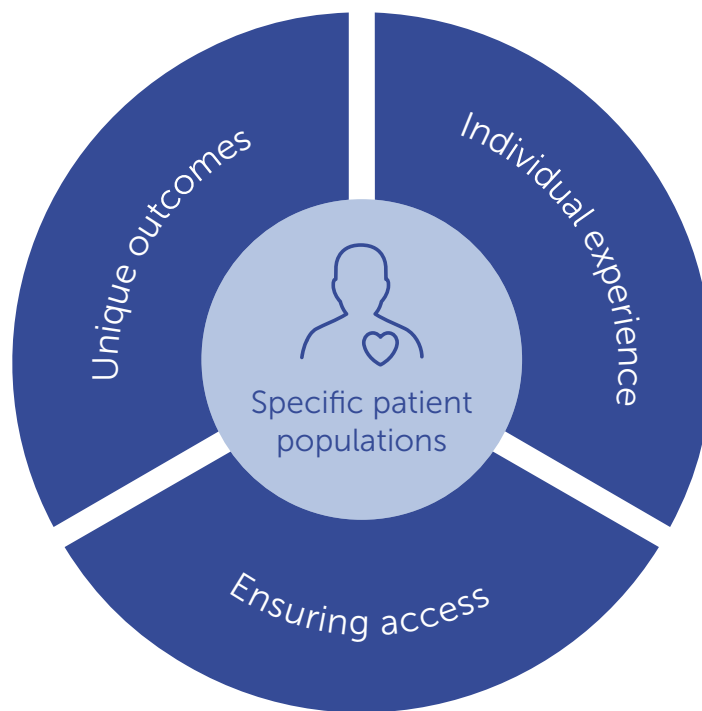 Unique outcomes
Individual experience
Specific patient
populations
Ensuring access